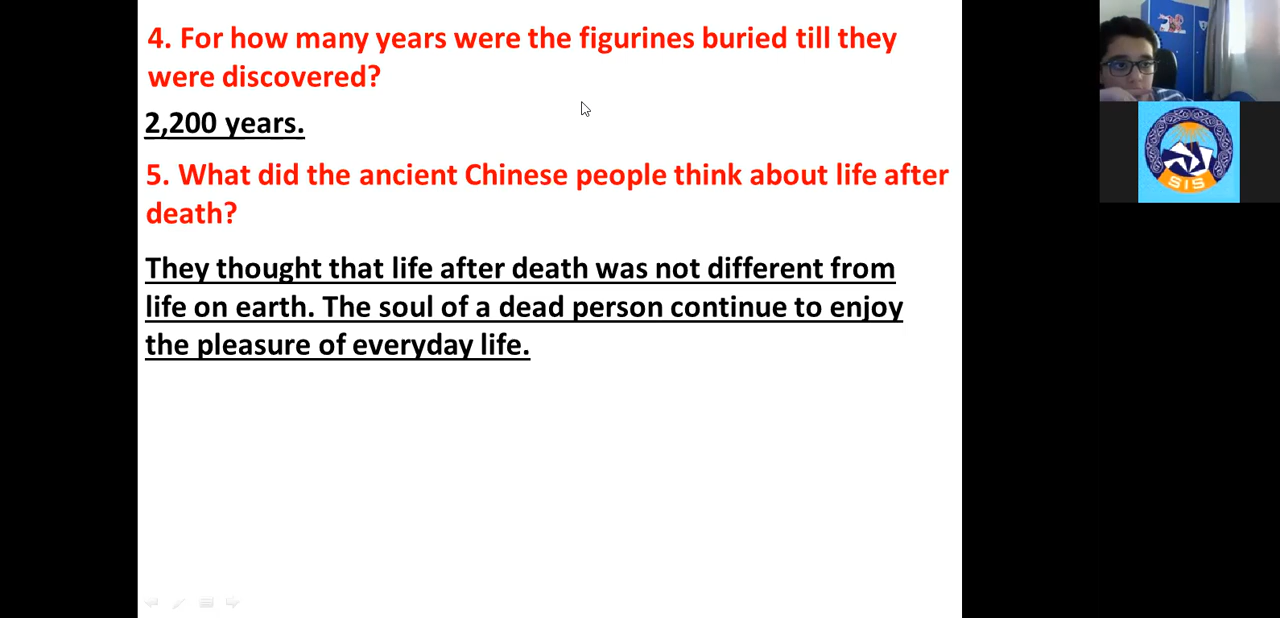 4. For how many years were the figurines buried till they
were discovered?
2,200 years.
5. What did the ancient Chinese people think about life after
death?
They thought that life after death was not different from
life on earth. The soul of a dead person continue to enjoy
the pleasure of everyday life.
SIS